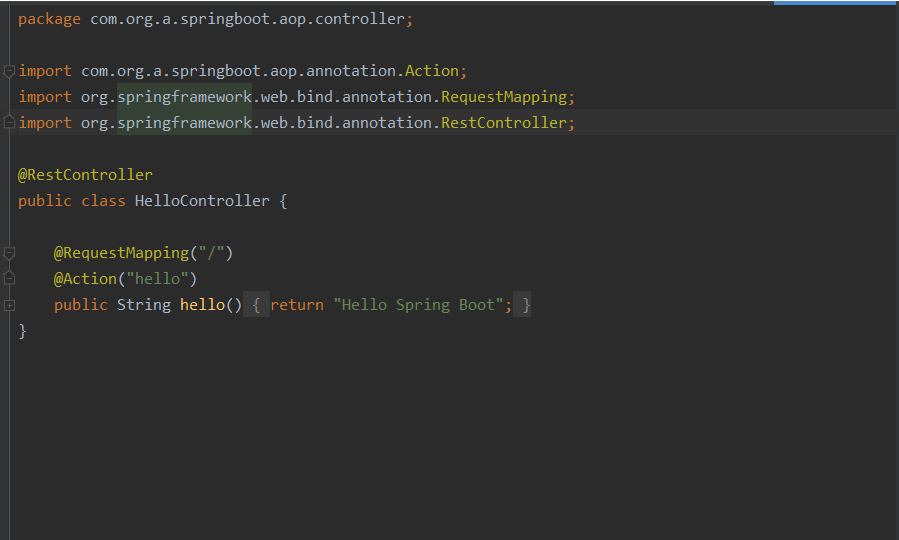 package com.org.a.springboot.aop.controller;
import com.org.a.springboot.aop.annotation.Action;
import org.springframework.web.bind.annotation.RequestMapping;
import org.springframework.web.bind.annotation.RestController;
@RestController
public class HelloController {
@RequestMapping("/")
@Action("hello")
public String hello() { return "Hello Spring Boot"; }
}